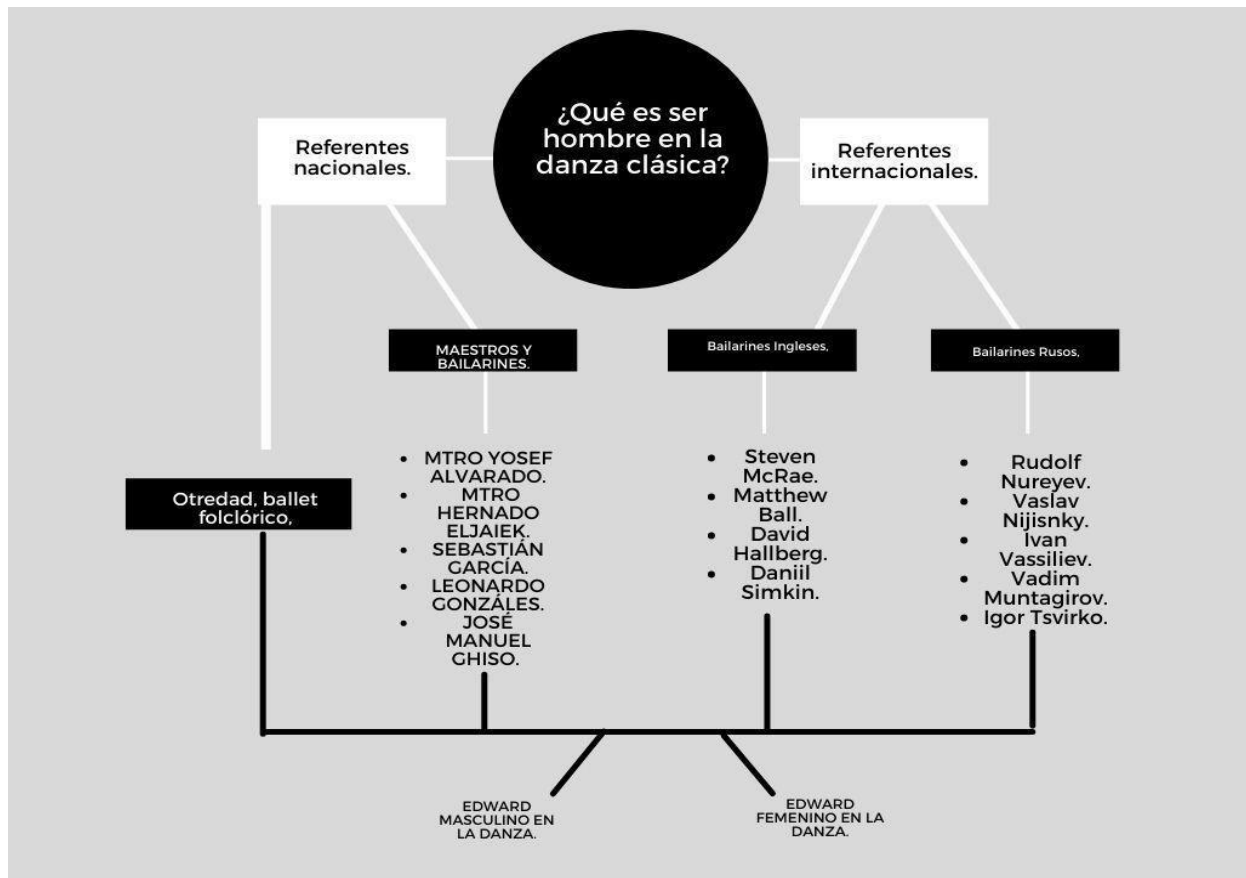 ¿Qué es ser
hombre en la
danza clásica?
Referentes
nacionales.
Referentes
internacionales.
MAESTROS Y
BAILARINES.
Bailarines Ingleses,
Bailarines Rusos,
Otredad, ballet
folclórico,
• MTRO YOSEF
ALVARADO.
• MTRO
HERNADO
ELJAIEK.
• SEBASTIÁN
GARCÍA.
• LEONARDO
GONZÁLES.
• JOSÉ
MANUEL
GHISO.
• Steven
McRae.
• Matthew
Ball.
• David
Hallberg.
• Daniil
Simkin.
• Rudolf
Nureyev.
• Vaslav
Nijisnky.
• Ivan
Vassiliev.
• Vadim
Muntagirov.
• Igor Tsvirko.
EDWARD
MASCULINO EN
LA DANZA.
EDWARD
FEMENINO EN LA
DANZA.